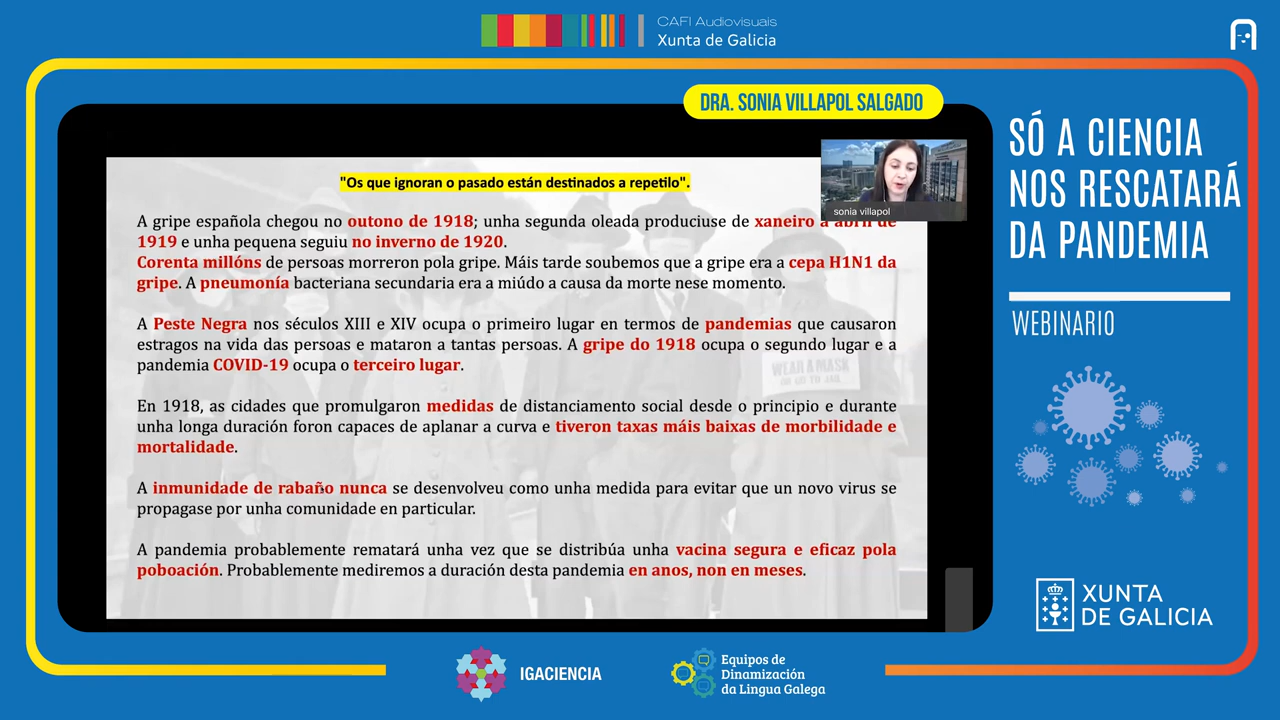 CAFI Audiovisuais
Xunta de Galicia
DRA. SONIA VILLAPOL SALGADO
SÓ A CIENCIA
NOS RESCATARÁ
DA PANDEMIA
WEBINARIO
sonia villapol
"Os que ignoran o pasado están destinados a repetilo".
A gripe española chegou no outono de 1918; unha segunda oleada produciuse de xaneiro a abril de
1919 e unha pequena seguiu no inverno de 1920.
Corenta millóns de persoas morreron pola gripe. Máis tarde soubemos que a gripe era a cepa H1N1 da
gripe. A pneumonía bacteriana secundaria era a miúdo a causa da morte nese momento.
A Peste Negra nos séculos XIII e XIV ocupa o primeiro lugar en termos de pandemias que causaron
estragos na vida das persoas e mataron a tantas persoas. A gripe do 1918 ocupa o segundo lugar e a
pandemia COVID-19 ocupa o terceiro lugar.
WEAR A MASK
OR GO TO JAIL
En 1918, as cidades que promulgaron medidas de distanciamento social desde o principio e durante
unha longa duración foron capaces de aplanar a curva e tiveron taxas máis baixas de morbilidade e
mortalidade.
A inmunidade de rabaño nunca se desenvolveu como unha medida para evitar que un novo virus se
propagase por unha comunidade en particular.
A pandemia probablemente rematará unha vez que se distribúa unha vacina segura e eficaz pola
poboación. Probablemente mediremos a duración desta pandemia en anos, non en meses.
XUNTA
DE GALICIA
IGACIENCIA
Equipos de
Dinamización
da Lingua Galega